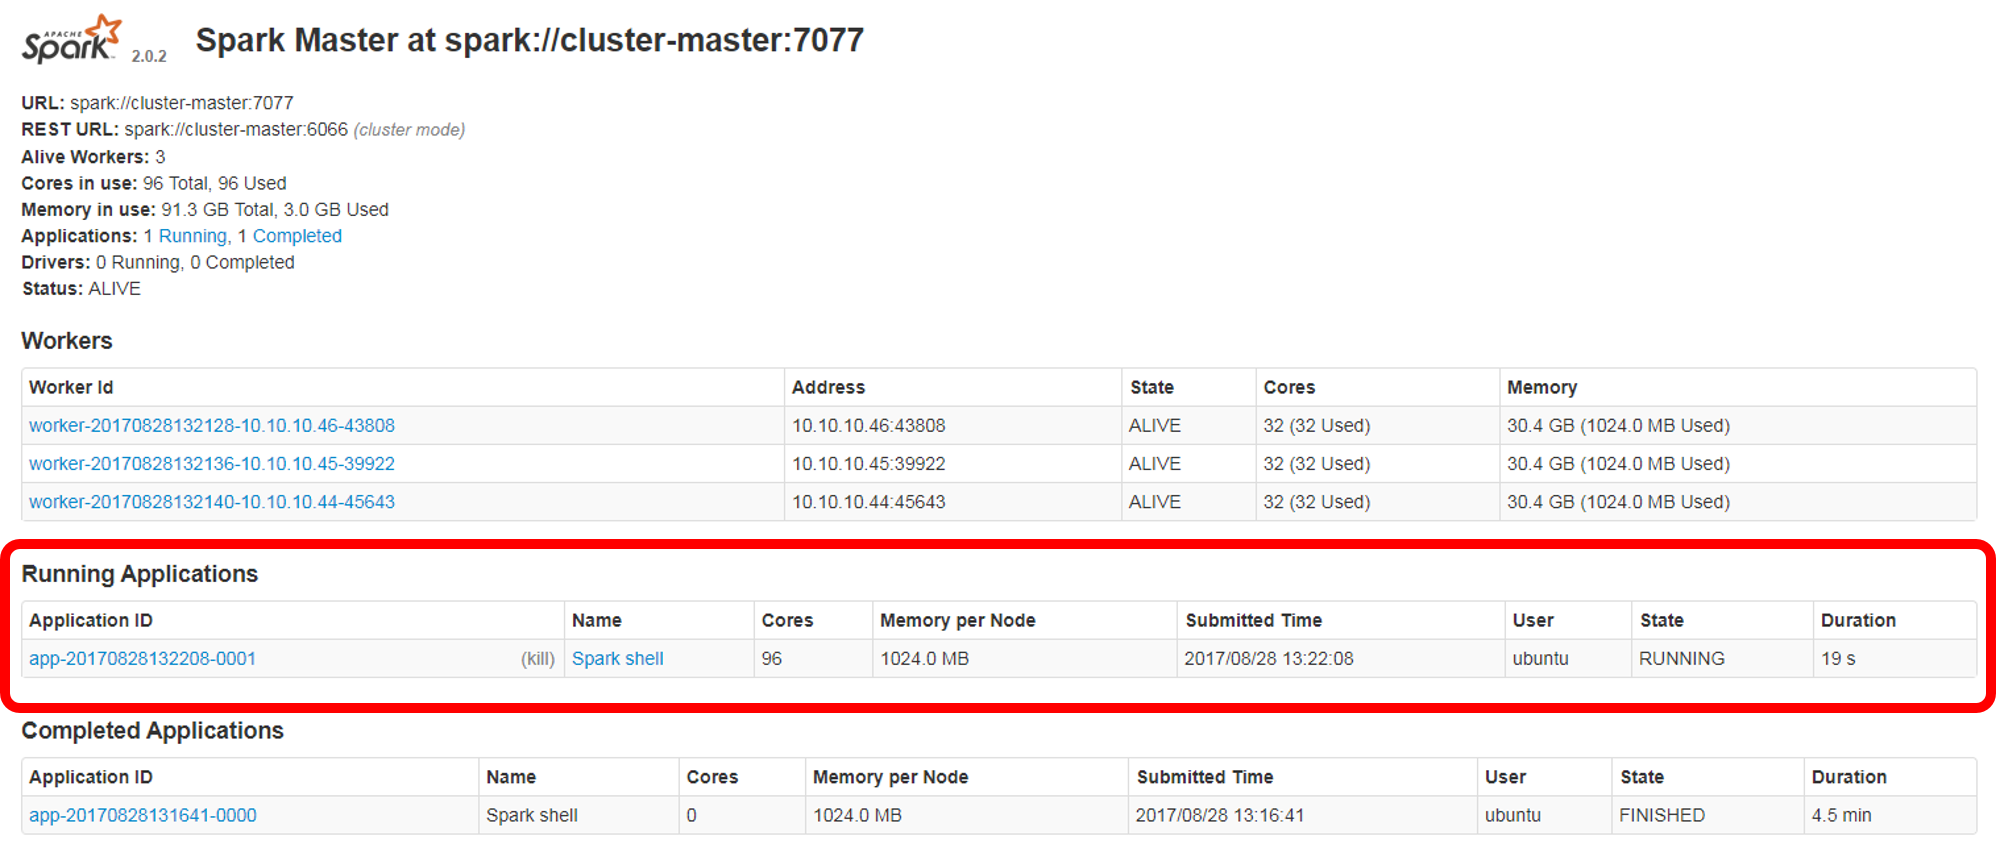 APACHE
Spark 2.0.2 Spark Master at spark://cluster-master:7077
URL: spark://cluster-master:7077
REST URL: spark://cluster-master:6066 (cluster mode)
Alive Workers: 3
Cores in use: 96 Total, 96 Used
Memory in use: 91.3 GB Total, 3.0 GB Used
Applications: 1 Running, 1 Completed
Drivers: 0 Running, 0 Completed
Status: ALIVE
Workers
Worker Id Address State Cores Memory
worker-20170828132128-10.10.10.46-43808 10.10.10.46:43808 ALIVE 32 (32 Used) 30.4 GB (1024.0 MB Used)
worker-20170828132136-10.10.10.45-39922 10.10.10.45:39922 ALIVE 32 (32 Used) 30.4 GB (1024.0 MB Used)
worker-20170828132140-10.10.10.44-45643 10.10.10.44:45643 ALIVE 32 (32 Used) 30.4 GB (1024.0 MB Used)
Running Applications
Application ID Name Cores Memory per Node Submitted Time User State Duration
app-20170828132208-0001 (kill) Spark shell 96 1024.0 MB 2017/08/28 13:22:08 ubuntu RUNNING 19 s
Completed Applications
Application ID Name Cores Memory per Node Submitted Time User State Duration
app-20170828131641-0000 Spark shell 0 1024.0 MB 2017/08/28 13:16:41 ubuntu FINISHED 4.5 min